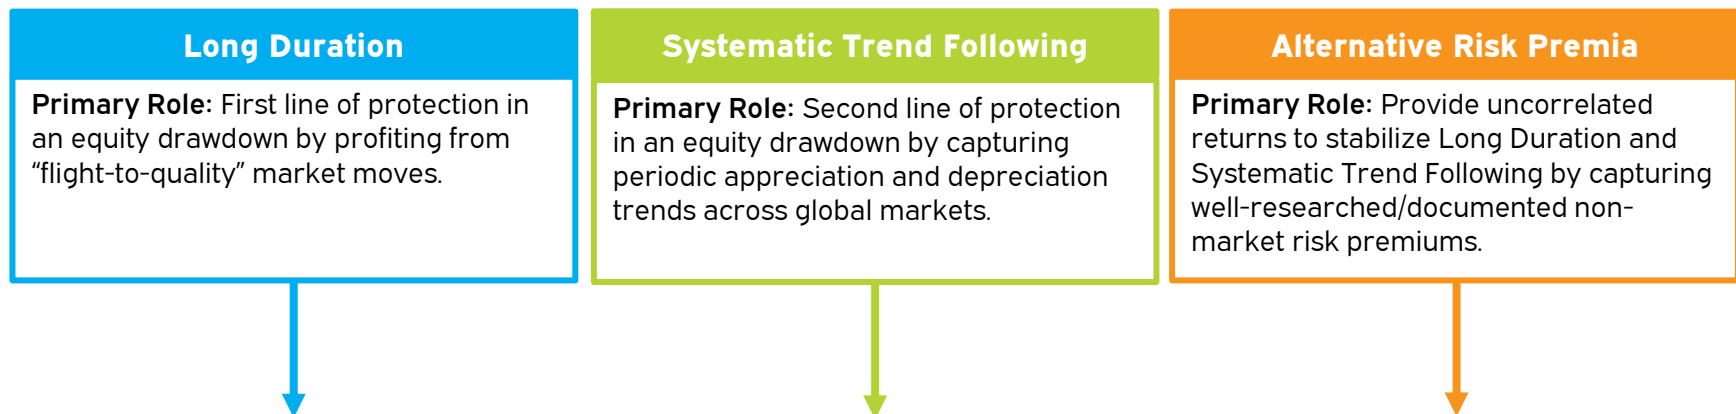 Long Duration
Primary Role: First line of protection in
an equity drawdown by profiting from
“flight-to-quality” market moves.
Systematic Trend Following
Primary Role: Second line of protection
in an equity drawdown by capturing
periodic appreciation and depreciation
trends across global markets.
Alternative Risk Premia
Primary Role: Provide uncorrelated
returns to stabilize Long Duration and
Systematic Trend Following by capturing
well-researched/documented non-
market risk premiums.